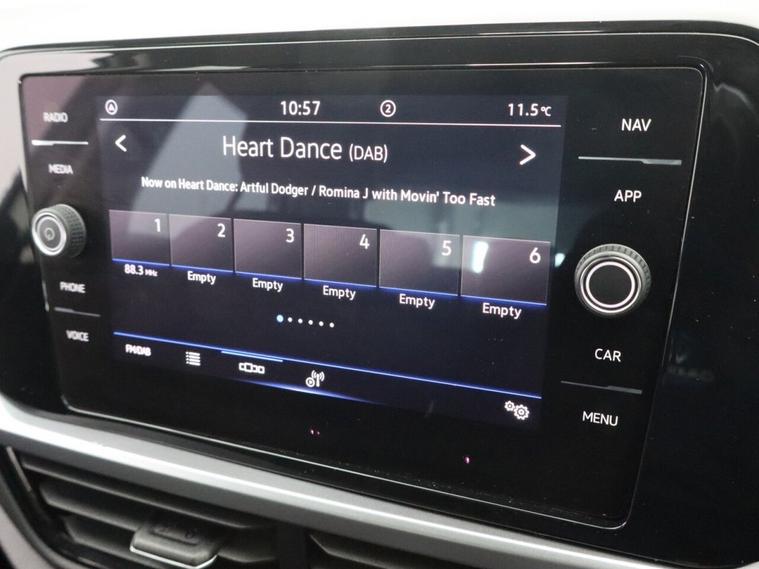 RADIO
MEDIA
PHONE
VOICE
10:57
2
11.5°C
Heart Dance (DAB)
Now on Heart Dance: Artful Dodger / Romina J with Movin' Too Fast
1 2 3 4 5 6
88.3 MHz Empty Empty Empty Empty Empty
FM/DAB
NAV
APP
CAR
MENU